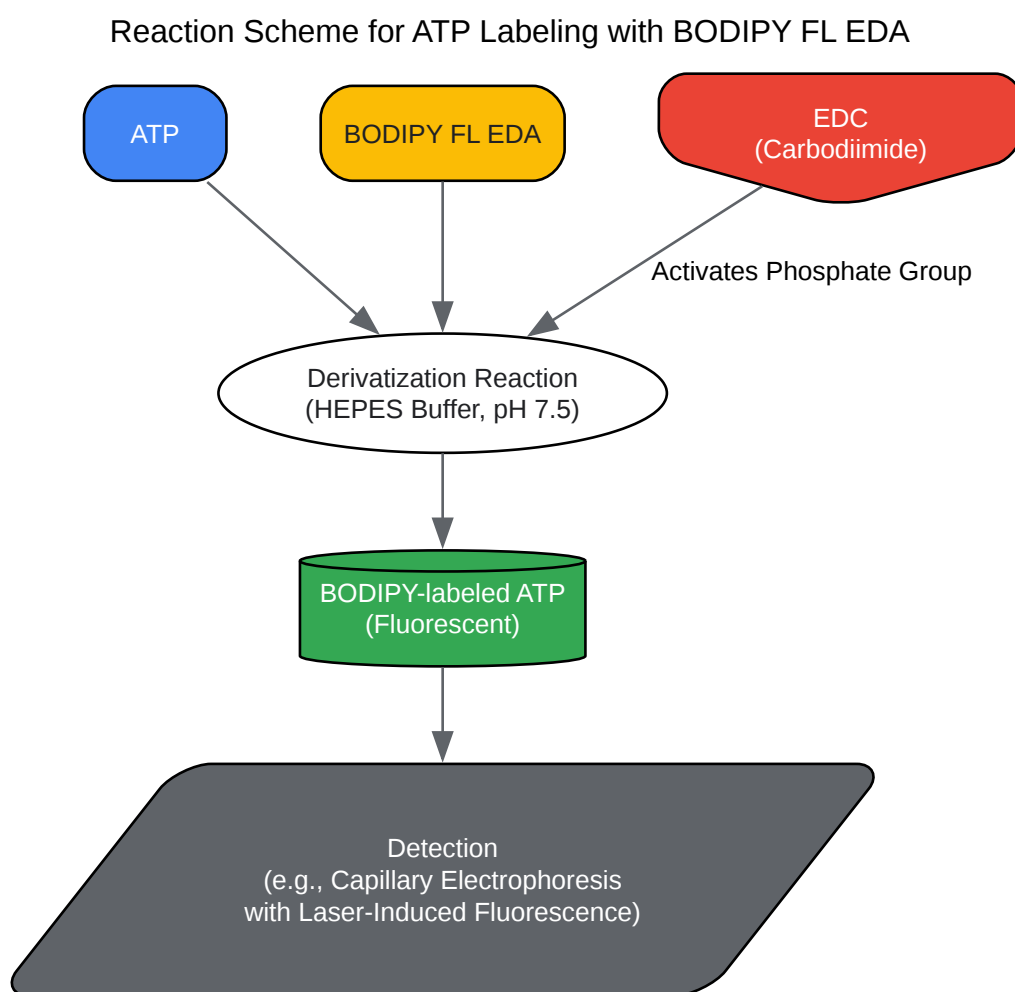 Reaction Scheme for ATP Labeling with BODIPY FL EDA
ATP
BODIPY FL EDA
EDC
(Carbodiimide)
Activates Phosphate Group
Derivatization Reaction
(HEPES Buffer, pH 7.5)
BODIPY-labeled ATP
(Fluorescent)
Detection
(e.g., Capillary Electrophoresis
with Laser-Induced Fluorescence)